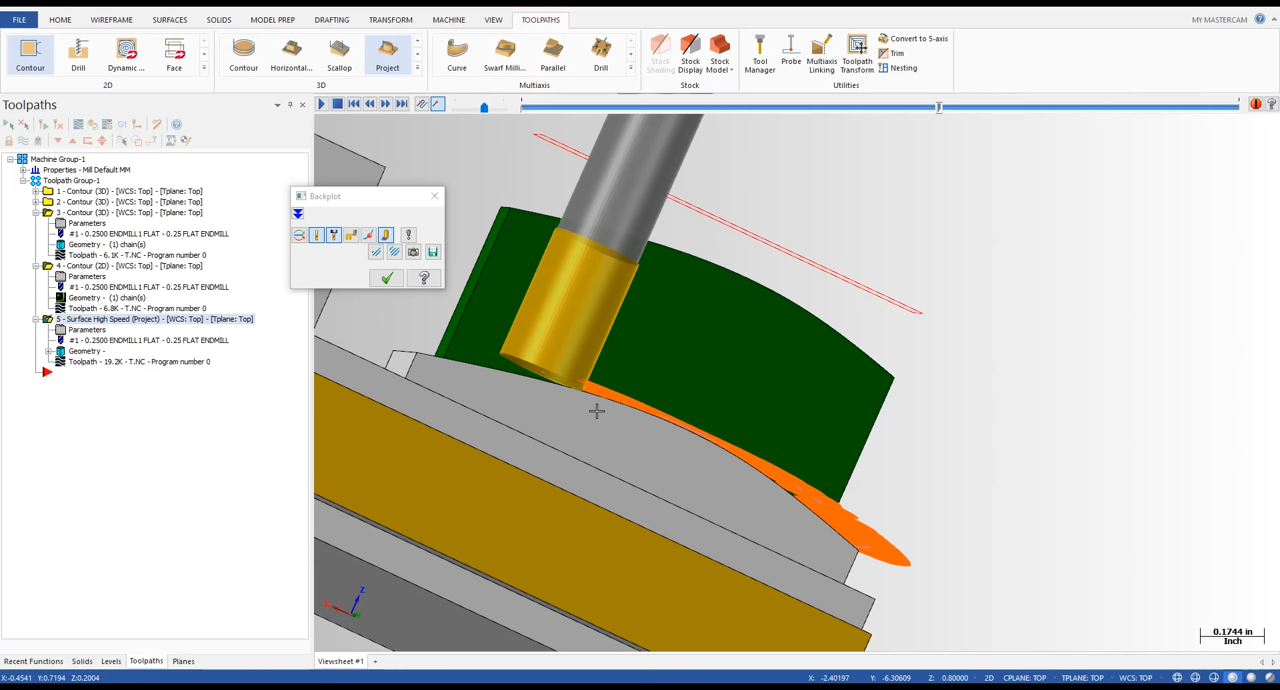 FILE HOME WIREFRAME SURFACES SOLIDS MODEL PREP DRAFTING TRANSFORM MACHINE VIEW TOOLPATHS MY MASTERCAM
Contour Drill Dynamic ... Face Contour Horizontal... Scallop Project Curve Swarf Milli... Parallel Drill Stock Shading Stock Display Stock Model Tool Manager Probe Multiaxis Linking Toolpath Transform Convert to 5-axis
Trim
Nesting
2D 3D Multiaxis Stock Utilities
Toolpaths
Machine Group-1
Properties - Mill Default MM
Toolpath Group-1
1 - Contour (3D) - [WCS: Top] - [Tplane: Top]
2 - Contour (3D) - [WCS: Top] - [Tplane: Top]
3 - Contour (3D) - [WCS: Top] - [Tplane: Top]
Parameters
#1 - 0.2500 ENDMILL1 FLAT - 0.25 FLAT ENDMILL
Geometry - (1) chain(s)
Toolpath - 6.1K - T.NC - Program number 0
4 - Contour (2D) - [WCS: Top] - [Tplane: Top]
Parameters
#1 - 0.2500 ENDMILL1 FLAT - 0.25 FLAT ENDMILL
Geometry - (1) chain(s)
Toolpath - 6.8K - T.NC - Program number 0
5 - Surface High Speed (Project) - [WCS: Top] - [Tplane: Top]
Parameters
#1 - 0.2500 ENDMILL1 FLAT - 0.25 FLAT ENDMILL
Geometry -
Toolpath - 19.2K - T.NC - Program number 0
Backplot
Z
X
0.1744 in
Inch
Recent Functions Solids Levels Toolpaths Planes
Viewsheet #1 +
X:-0.4541 Y:0.7194 Z:0.2004 X: -2.40197 Y: -6.30609 Z: 0.80000 2D CPLANE: TOP TPLANE: TOP WCS: TOP